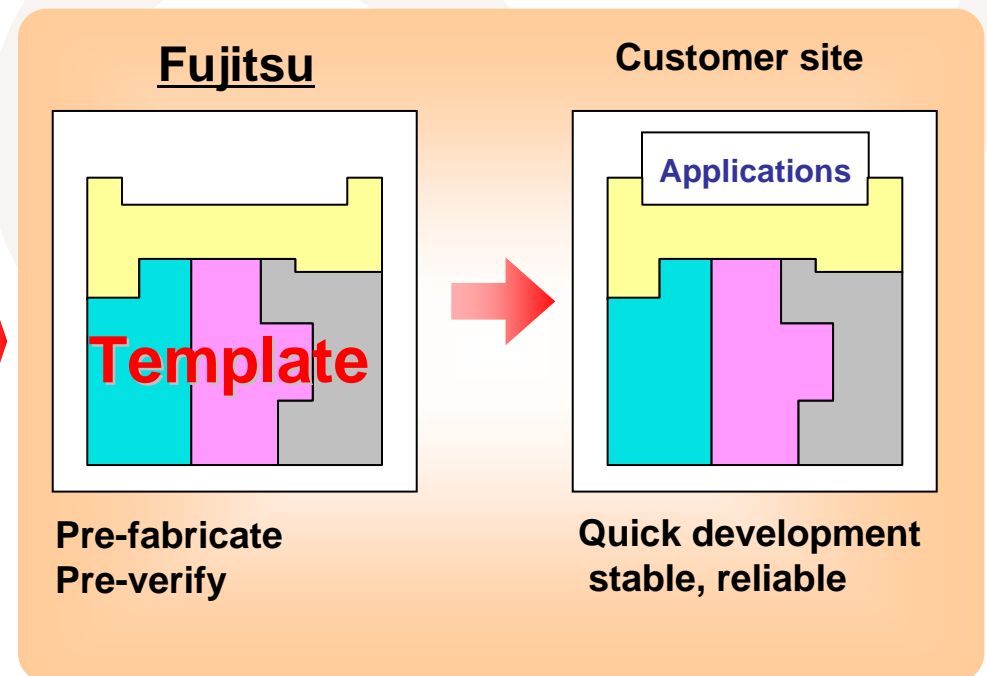 Fujitsu
Customer site
Applications
Template
Pre-fabricate
Pre-verify
Quick development
stable, reliable